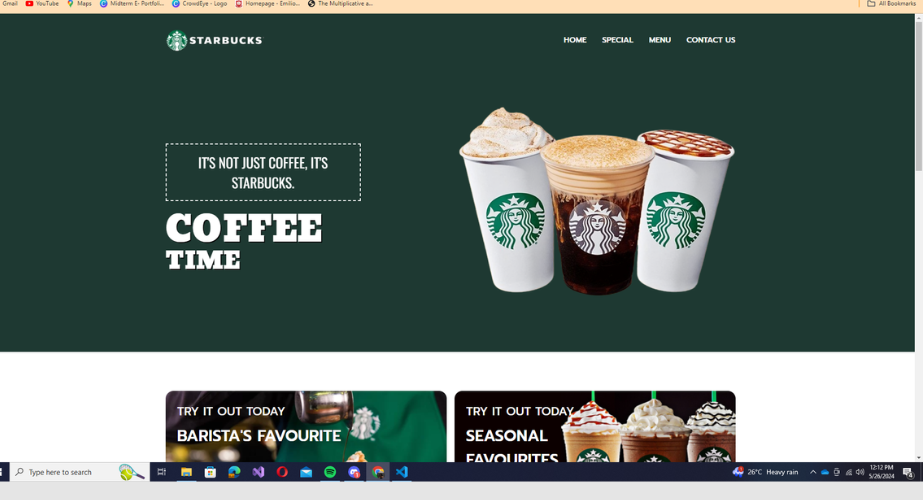 Gmail YouTube Maps Midterm E- Portfoli... CrowdEye - Logo Homepage - Emilio... The Multiplicative a... All Bookmarks
STARBUCKS HOME SPECIAL MENU CONTACT US
IT'S NOT JUST COFFEE, IT'S
STARBUCKS.
COFFEE
TIME
TRY IT OUT TODAY TRY IT OUT TODAY
BARISTA'S FAVOURITE SEASONAL
FAVOURITES
Type here to search 26°C Heavy rain 12:12 PM
5/26/2024